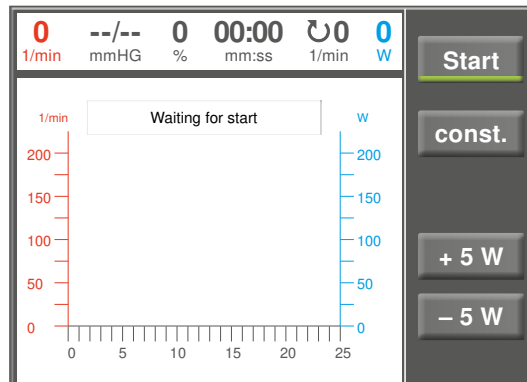 0 --/-- 0 00:00 ↻0 0
1/min mmHG % mm:ss 1/min W
Start
1/min Waiting for start W
const.
200 200
150 150
100 100
+ 5 W
50 50
– 5 W
0 0
0 5 10 15 20 25